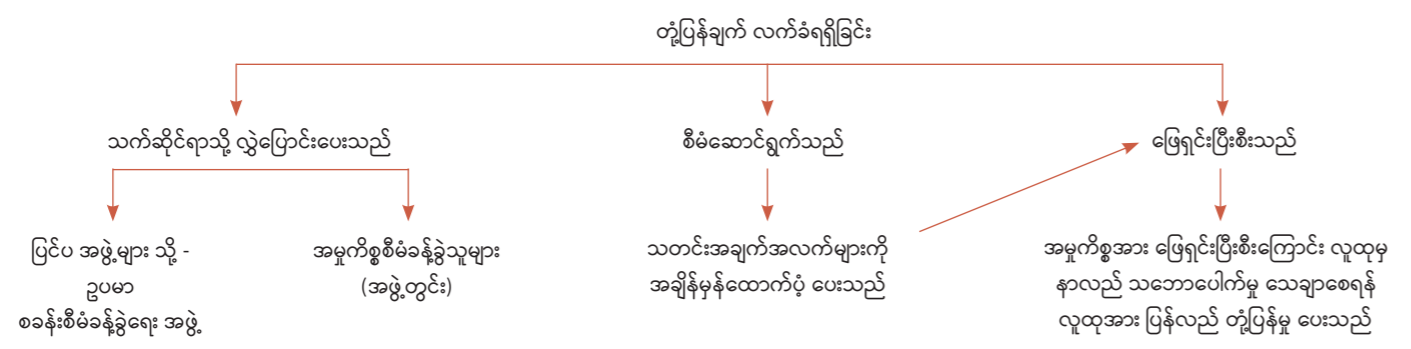 တုံ့ပြန်ချက် လက်ခံရရှိခြင်း
သက်ဆိုင်ရာသို့ လွှဲပြောင်းပေးသည်
စီမံဆောင်ရွက်သည်
ဖြေရှင်းပြီးစီးသည်
ပြင်ပ အဖွဲ့များ သို့ -
ဥပမာ
စခန်းစီမံခန့်ခွဲရေး အဖွဲ့
အမှုကိစ္စစီမံခန့်ခွဲသူများ
(အဖွဲ့တွင်း)
သတင်းအချက်အလက်များကို
အချိန်မှန်ထောက်ပံ့ ပေးသည်
အမှုကိစ္စအား ဖြေရှင်းပြီးစီးကြောင်း လူထုမှ
နာလည် သဘောပေါက်မှု သေချာစေရန်
လူထုအား ပြန်လည် တုံ့ပြန်မှု ပေးသည်